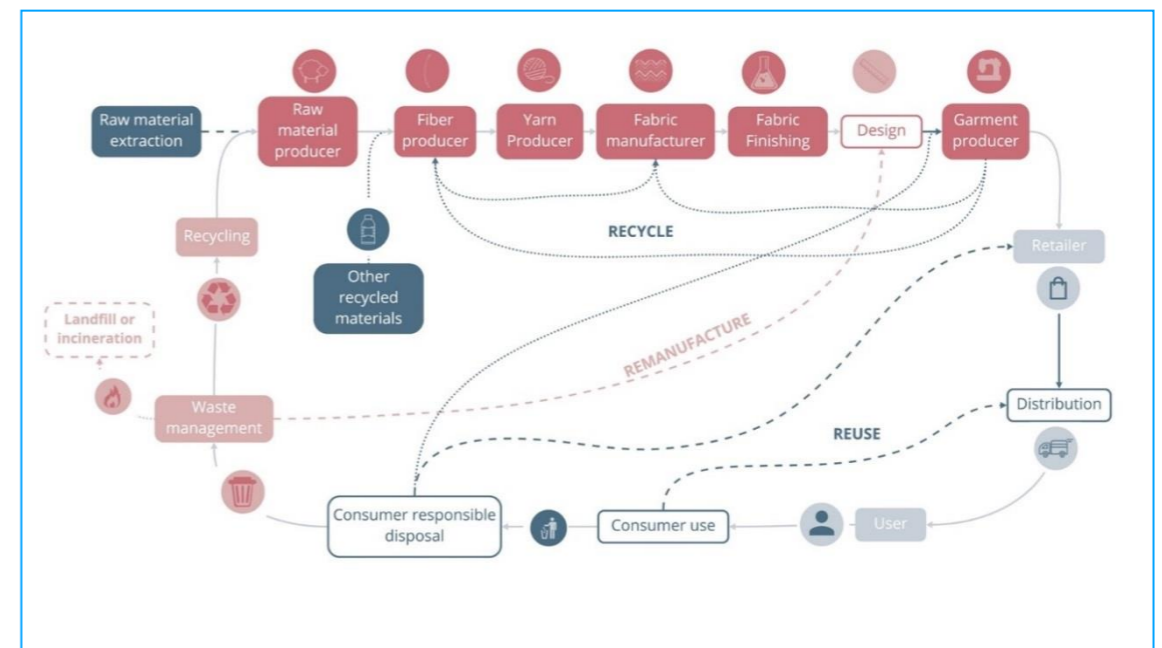 Raw material
extraction
Raw
material
producer
Fiber
producer
Yarn
Producer
Fabric
manufacturer
Fabric
Finishing
Design
Garment
producer
Recycling
RECYCLE
Retailer
Other
recycled
materials
Landfill or
incineration
REMANUFACTURE
Waste
management
Distribution
REUSE
Consumer responsible
disposal
Consumer use
User